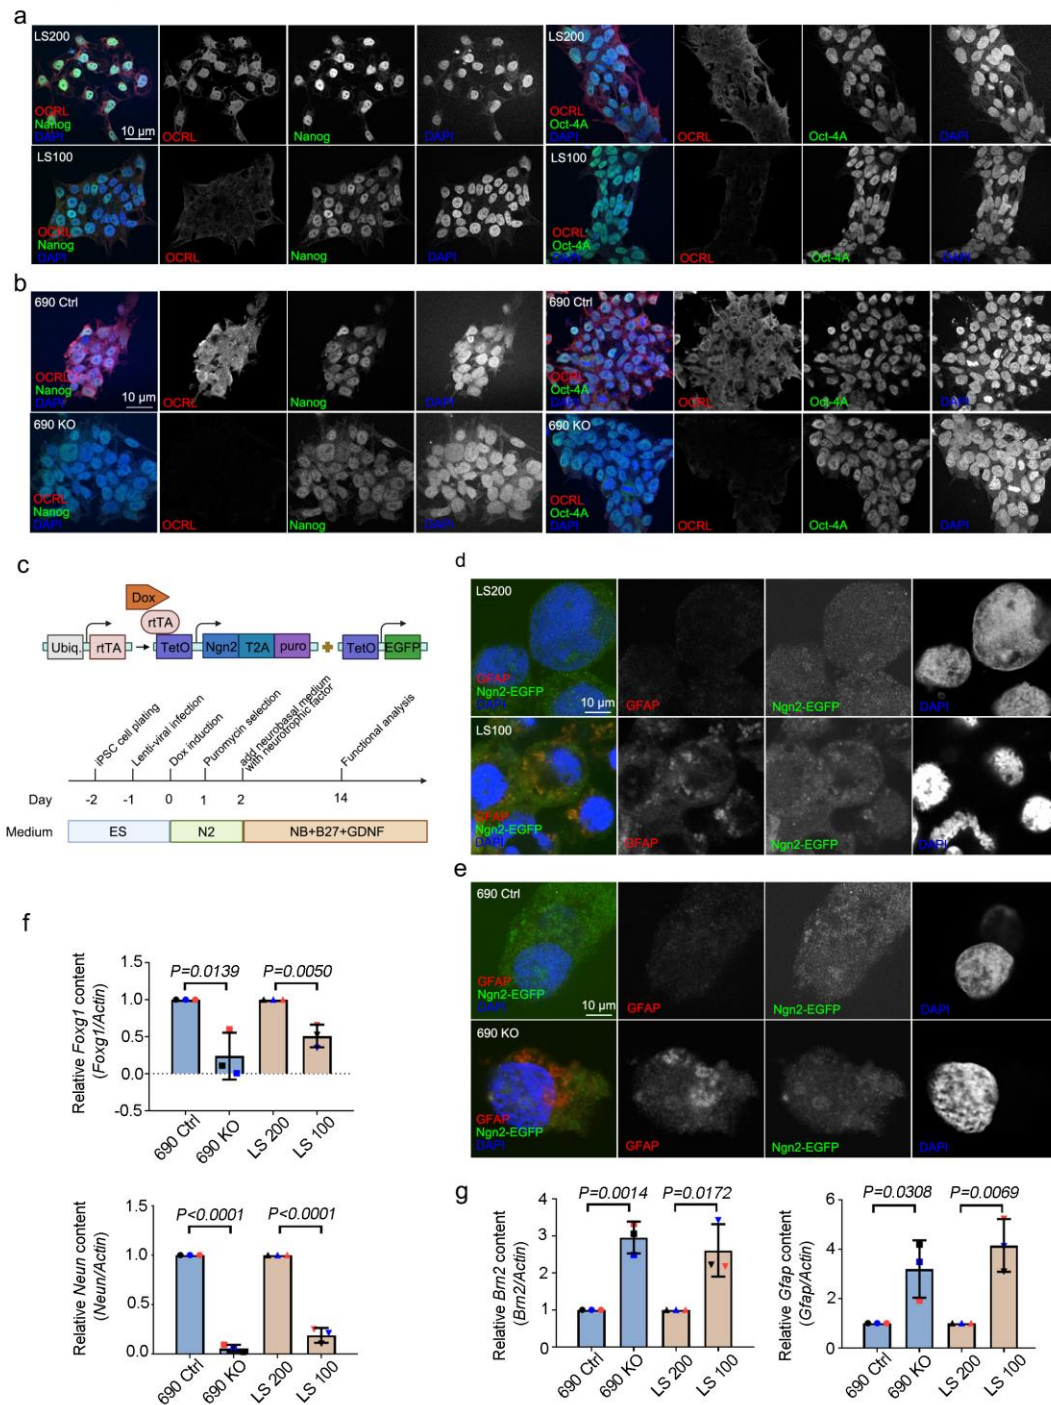 a
LS200
OCRL
Nanog
DAPI
10 µm
OCRL
Nanog
DAPI
OCRL
Oct-4A
DAPI
OCRL
Oct-4A
DAPI
LS100
OCRL
Nanog
DAPI
OCRL
Nanog
DAPI
LS100
OCRL
Oct-4A
DAPI
OCRL
Oct-4A
DAPI
b
690 Ctrl
OCRL
Nanog
DAPI
10 µm
OCRL
Nanog
DAPI
690 Ctrl
OCRL
Oct-4A
DAPI
OCRL
Oct-4A
DAPI
690 KO
OCRL
Nanog
DAPI
OCRL
Nanog
DAPI
690 KO
OCRL
Oct-4A
DAPI
OCRL
Oct-4A
DAPI
c
Dox
rtTA
Ubiq. rtTA TetO Ngn2 T2A puro TetO EGFP
iPSC cell plating
Lenti-viral infection
Dox induction
Puromycin selection
add neurobasal medium
with neurotrophic factor
Functional analysis
Day -2 -1 0 1 2 14
Medium ES N2 NB+B27+GDNF
d
LS200
GFAP
Ngn2-EGFP
DAPI
10 µm
GFAP
Ngn2-EGFP
DAPI
LS100
GFAP
Ngn2-EGFP
DAPI
GFAP
Ngn2-EGFP
DAPI
e
690 Ctrl
GFAP
Ngn2-EGFP
DAPI
10 µm
GFAP
Ngn2-EGFP
DAPI
690 KO
GFAP
Ngn2-EGFP
DAPI
GFAP
Ngn2-EGFP
DAPI
f
Relative Foxg1 content
(Foxg1/Actin)
1.5
1.0
0.5
0.0
-0.5
P=0.0139
P=0.0050
690 Ctrl
690 KO
LS 200
LS 100
Relative Neun content
(Neun/Actin)
1.5
1.0
0.5
0.0
P<0.0001
P<0.0001
690 Ctrl
690 KO
LS 200
LS 100
g
Relative Brn2 content
(Brn2/Actin)
4
3
2
1
0
P=0.0014
P=0.0172
690 Ctrl
690 KO
LS 200
LS 100
Relative Gfap content
(Gfap/Actin)
6
4
2
0
P=0.0308
P=0.0069
690 Ctrl
690 KO
LS 200
LS 100